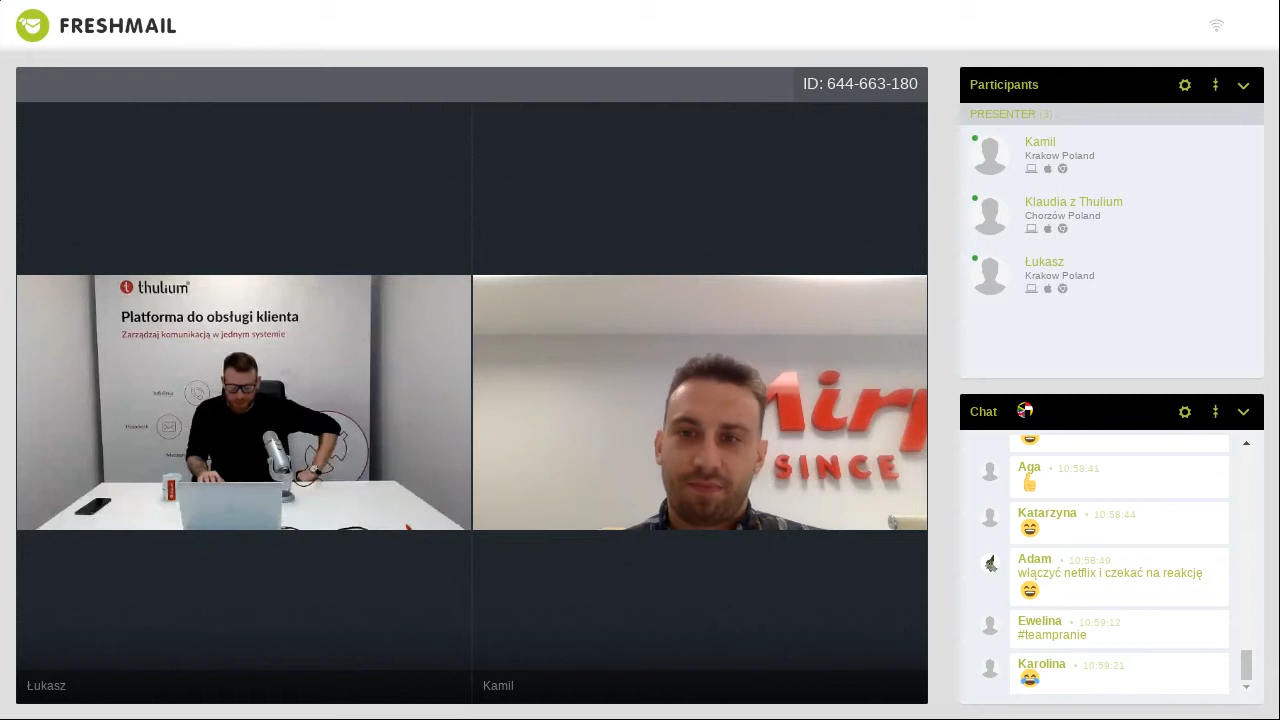 FRESHMAIL
ID: 644-663-180
thulium
Platforma do obsługi klienta
Zarządzaj komunikacją w jednym systemie
Infolinia
SINCE
Łukasz
Kamil
Participants
PRESENTER (3)
Kamil
Krakow Poland
Klaudia z Thulium
Chorzów Poland
Łukasz
Krakow Poland
Chat
Aga • 10:58:41
Katarzyna • 10:58:44
Adam • 10:58:49
włączyć netflix i czekać na reakcję
Ewelina • 10:59:12
#teampranie
Karolina • 10:59:21